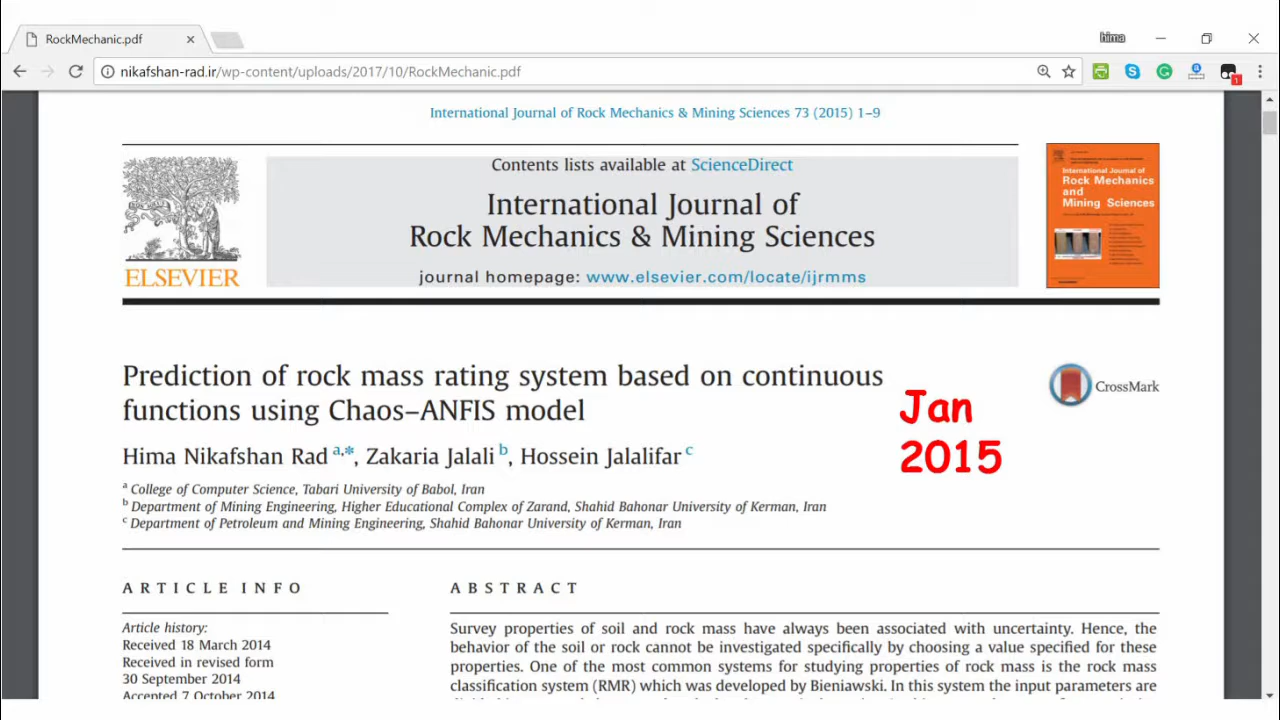 RockMechanic.pdf
hima
nikafshan-rad.ir/wp-content/uploads/2017/10/RockMechanic.pdf
1
International Journal of Rock Mechanics & Mining Sciences 73 (2015) 1–9
Contents lists available at ScienceDirect
International Journal of
Rock Mechanics & Mining Sciences
journal homepage: www.elsevier.com/locate/ijrmms
ELSEVIER
International Journal of
Rock Mechanics
and
Mining Sciences
Prediction of rock mass rating system based on continuous
functions using Chaos–ANFIS model
Jan
2015
CrossMark
Hima Nikafshan Rad a,*, Zakaria Jalali b, Hossein Jalalifar c
a College of Computer Science, Tabari University of Babol, Iran
b Department of Mining Engineering, Higher Educational Complex of Zarand, Shahid Bahonar University of Kerman, Iran
c Department of Petroleum and Mining Engineering, Shahid Bahonar University of Kerman, Iran
ARTICLE INFO
Article history:
Received 18 March 2014
Received in revised form
30 September 2014
Accepted 7 October 2014
ABSTRACT
Survey properties of soil and rock mass have always been associated with uncertainty. Hence, the
behavior of the soil or rock cannot be investigated specifically by choosing a value specified for these
properties. One of the most common systems for studying properties of rock mass is the rock mass
classification system (RMR) which was developed by Bieniawski. In this system the input parameters are